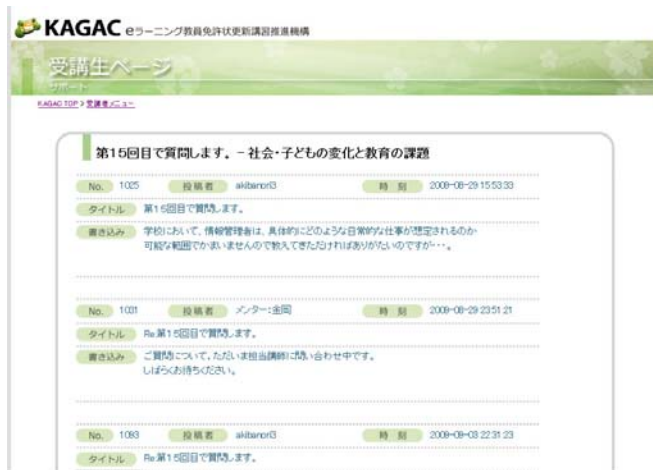 KAGAC eラーニング教員免許状更新講習推進機構
受講生ページ
サポート
KAGAC TOP > 受講者メニュー
第15回目で質問します。－社会・子どもの変化と教育の課題
No. 1025 投稿者 akibanori3 時 刻 2009-08-29 15:53:33
タイトル 第15回目で質問します。
書き込み 学校において、情報管理者は、具体的にどのような日常的な仕事が想定されるのか
可能な範囲でかまいませんので教えてきただければありがたいのですが・・・。
No. 1031 投稿者 メンター:金岡 時 刻 2009-08-29 23:51:21
タイトル Re:第15回目で質問します。
書き込み ご質問について、ただいま担当講師に問い合わせ中です。
しばらくお待ちください。
No. 1093 投稿者 akibanori3 時 刻 2009-09-03 22:31:23
タイトル Re:第15回目で質問します。